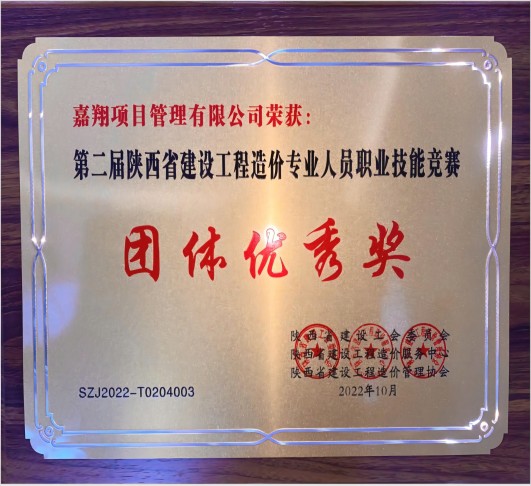 嘉翔项目管理有限公司荣获：
第二届陕西省建设工程造价专业人员职业技能竞赛
团体优秀奖
陕西省建设工会委员会
陕西省建设工程造价服务中心
陕西省建设工程造价管理协会
SZJ2022-T0204003
2022年10月